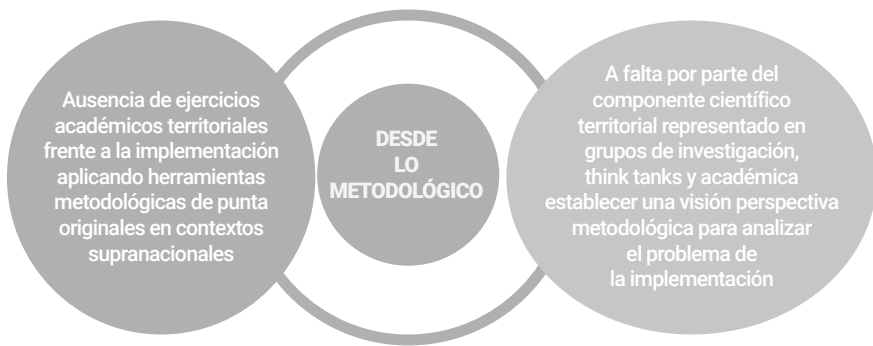 Ausencia de ejercicios
académicos territoriales
frente a la implementación
aplicando herramientas
metodológicas de punta
originales en contextos
supranacionales
DESDE
LO
METODOLÓGICO
A falta por parte del
componente científico
territorial representado en
grupos de investigación,
think tanks y académica
establecer una visión perspectiva
metodológica para analizar
el problema de
la implementación